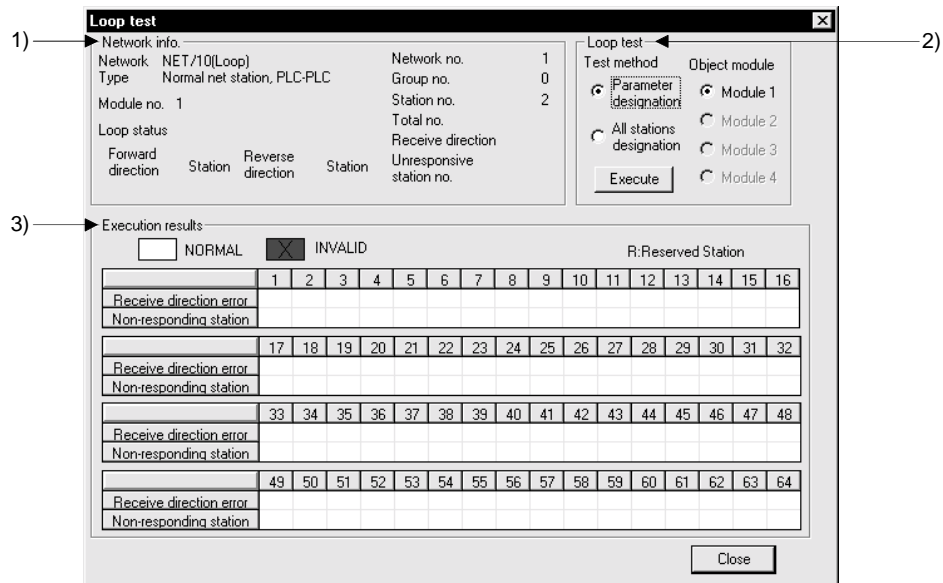 Loop test
1)
Network info.
Network NET/10(Loop)
Type Normal net station, PLC-PLC
Module no. 1
Loop status
Forward direction Station Reverse direction Station
Network no. 1
Group no. 0
Station no. 2
Total no.
Receive direction
Unresponsive
station no.
2)
Loop test
Test method
Parameter
designation
All stations
designation
Execute
Object module
Module 1
Module 2
Module 3
Module 4
3)
Execution results
NORMAL X INVALID R:Reserved Station
1 2 3 4 5 6 7 8 9 10 11 12 13 14 15 16
Receive direction error
Non-responding station
17 18 19 20 21 22 23 24 25 26 27 28 29 30 31 32
Receive direction error
Non-responding station
33 34 35 36 37 38 39 40 41 42 43 44 45 46 47 48
Receive direction error
Non-responding station
49 50 51 52 53 54 55 56 57 58 59 60 61 62 63 64
Receive direction error
Non-responding station
Close